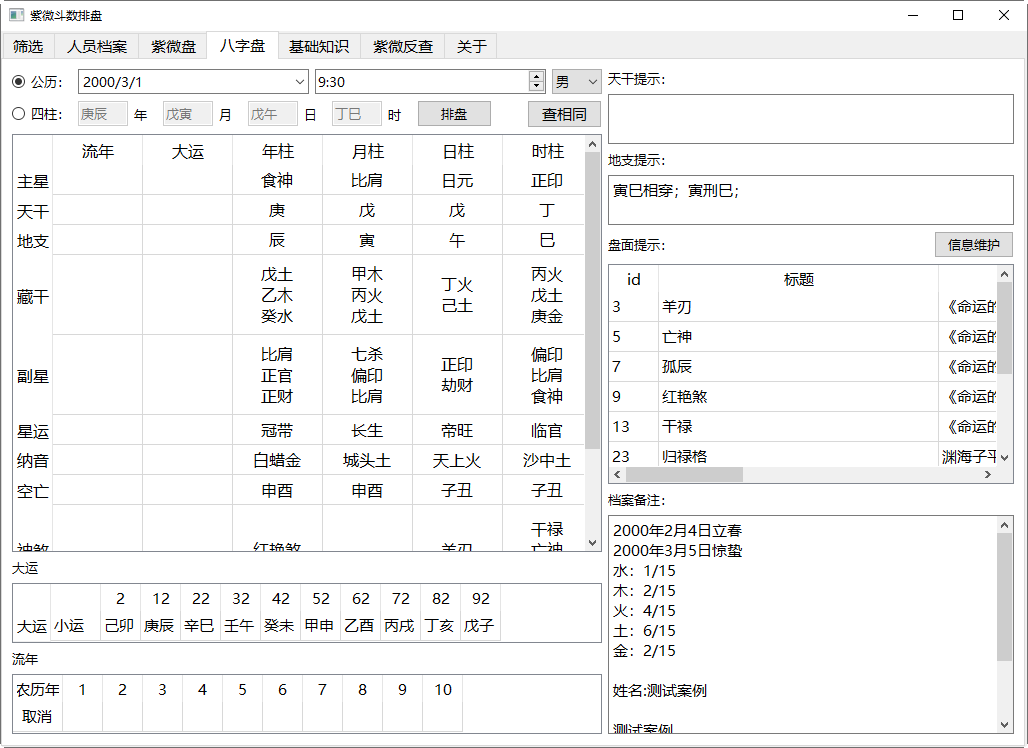 紫微斗数排盘
筛选 人员档案 紫微盘 八字盘 基础知识 紫微反查 关于
公历： 2000/3/1 9:30 男
四柱： 庚辰 年 戊寅 月 戊午 日 丁巳 时 排盘 查相同
流年 大运 年柱 月柱 日柱 时柱
主星 食神 比肩 日元 正印
天干 庚 戊 戊 丁
地支 辰 寅 午 巳
藏干
戊土 乙木 癸水
甲木 丙火 戊土
丁火 己土
丙火 戊土 庚金
副星
比肩 正官 正财
七杀 偏印 比肩
正印 劫财
偏印 比肩 食神
星运 冠带 长生 帝旺 临官
纳音 白蜡金 城头土 天上火 沙中土
空亡 申酉 申酉 子丑 子丑
神煞 红艳煞 羊刃 干禄 亡神
大运
2 12 22 32 42 52 62 72 82 92
大运 小运 己卯 庚辰 辛巳 壬午 癸未 甲申 乙酉 丙戌 丁亥 戊子
流年
农历年 1 2 3 4 5 6 7 8 9 10
取消
天干提示：
地支提示：
寅巳相穿；寅刑巳；
盘面提示： 信息维护
id 标题
3 羊刃 《命运的
5 亡神 《命运的
7 孤辰 《命运的
9 红艳煞 《命运的
13 干禄 《命运的
23 归禄格 渊海子平
档案备注：
2000年2月4日立春
2000年3月5日惊蛰
水：1/15
木：2/15
火：4/15
土：6/15
金：2/15
姓名:测试案例
测试案例